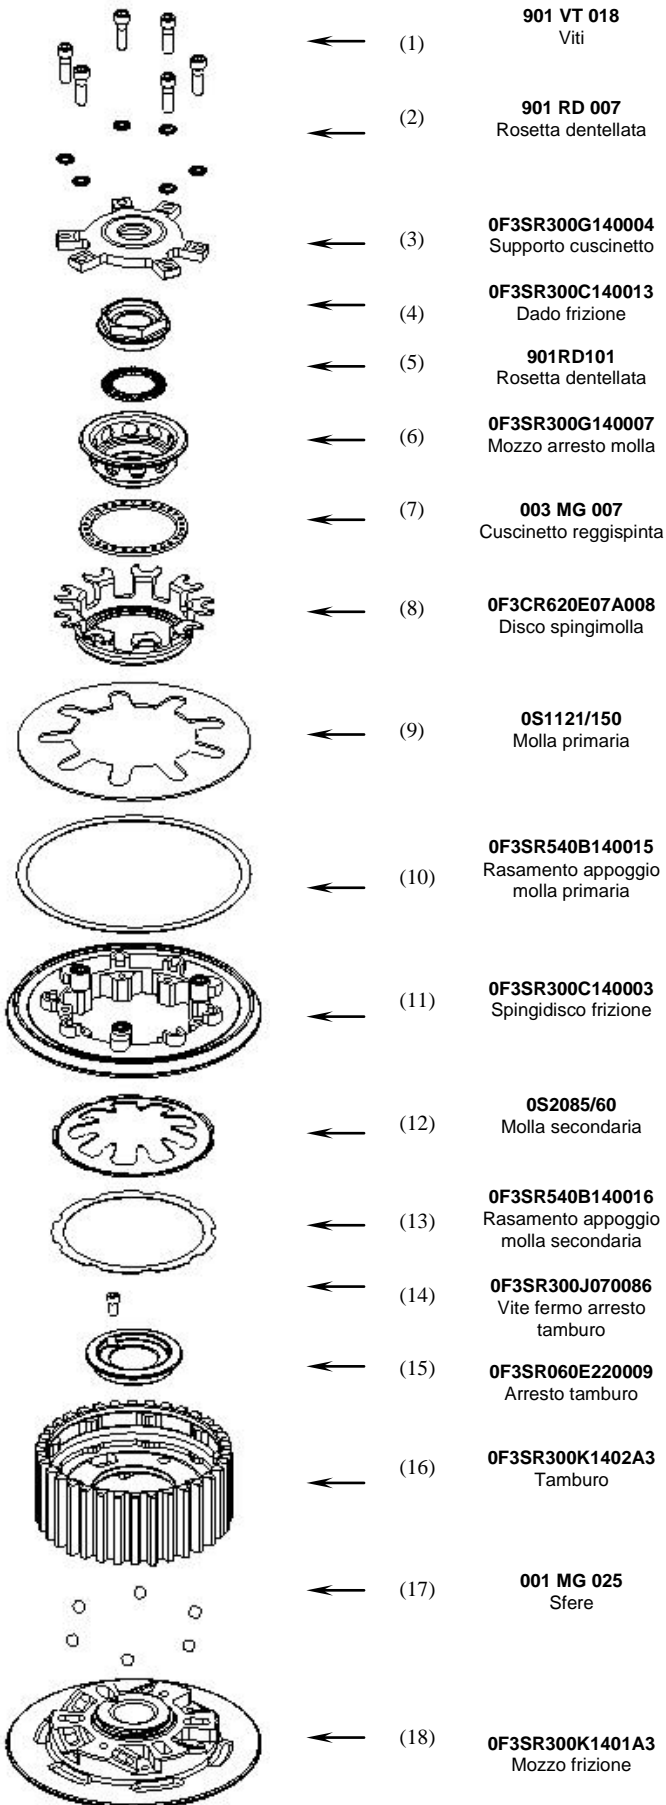 901 VT 018
(1)
Viti
901 RD 007
(2)
Rosetta dentellata
0F3SR300G140004
(3)
Supporto cuscinetto
0F3SR300C140013
(4)
Dado frizione
901RD101
(5)
Rosetta dentellata
0F3SR300G140007
(6)
Mozzo arresto molla
003 MG 007
(7)
Cuscinetto reggispinta
0F3CR620E07A008
(8)
Disco spingimolla
0S1121/150
(9)
Molla primaria
0F3SR540B140015
(10)
Rasamento appoggio
molla primaria
0F3SR300C140003
(11)
Spingidisco frizione
0S2085/60
(12)
Molla secondaria
0F3SR540B140016
(13)
Rasamento appoggio
molla secondaria
0F3SR300J070086
(14)
Vite fermo arresto
tamburo
(15)
0F3SR060E220009
Arresto tamburo
0F3SR300K1402A3
(16)
Tamburo
001 MG 025
(17)
Sfere
(18)
0F3SR300K1401A3
Mozzo frizione